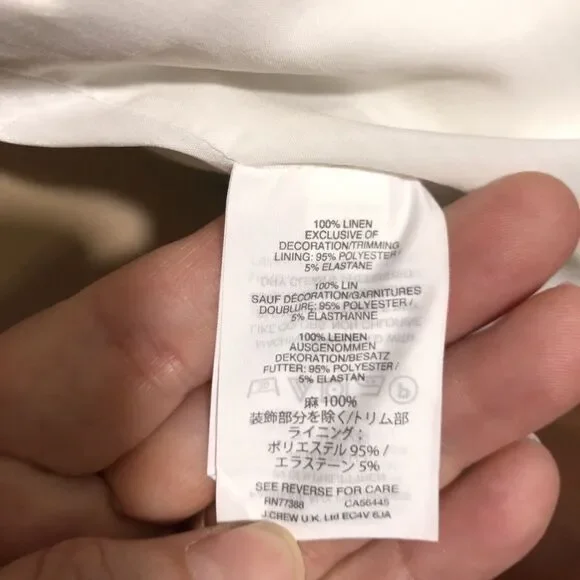 100% LINEN
EXCLUSIVE OF
DECORATION/TRIMMING
LINING: 95% POLYESTER/
5% ELASTANE
100% LIN
SAUF DÉCORATION/GARNITURES
DOUBLURE: 95% POLYESTER/
5% ÉLASTHANNE
100% LEINEN
AUSGENOMMEN
DEKORATION/BESATZ
FUTTER: 95% POLYESTER/
5% ELASTAN
麻 100%
装飾部分を除く/トリム部
ライニング:
ポリエステル 95%/
エラステーン 5%
SEE REVERSE FOR CARE
RN77388 CA56445
J.CREW U.K. Ltd EC4V 6JA